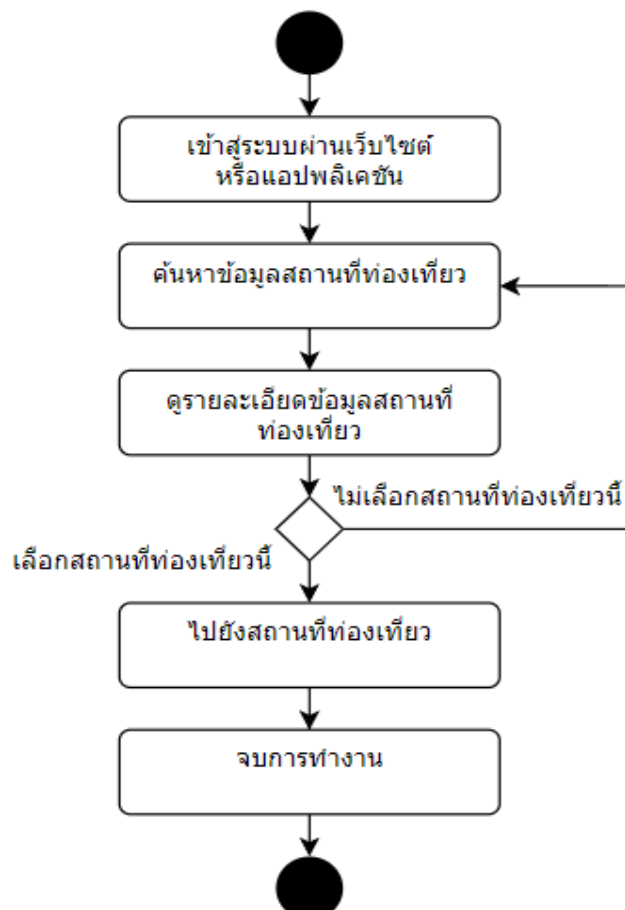 เข้าสู่ระบบผ่านเว็บไซต์
หรือแอปพลิเคชัน
ค้นหาข้อมูลสถานที่ท่องเที่ยว
ดูรายละเอียดข้อมูลสถานที่
ท่องเที่ยว
ไม่เลือกสถานที่ท่องเที่ยวนี้
เลือกสถานที่ท่องเที่ยวนี้
ไปยังสถานที่ท่องเที่ยว
จบการทำงาน